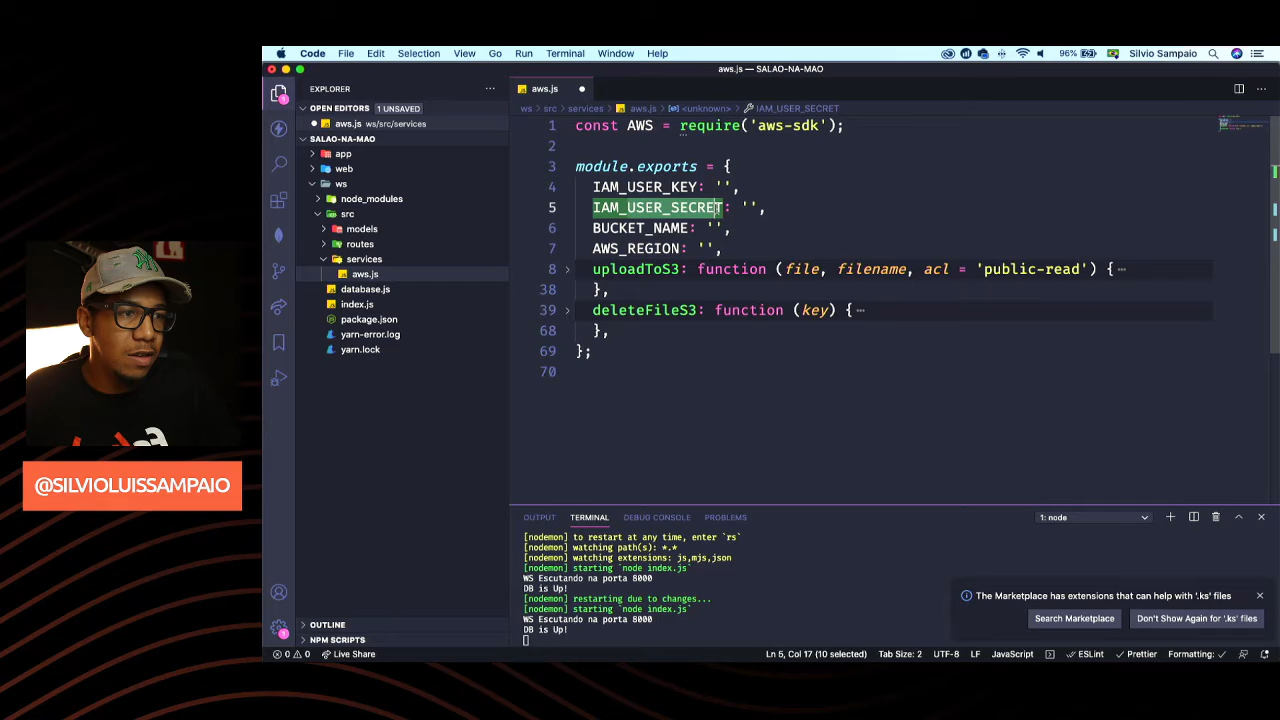 Code File Edit Selection View Go Run Terminal Window Help 96% Silvio Sampaio
aws.js — SALAO-NA-MAO
EXPLORER
OPEN EDITORS 1 UNSAVED
aws.js ws/src/services
SALAO-NA-MAO
app
web
ws
node_modules
src
models
routes
services
aws.js
database.js
index.js
package.json
yarn-error.log
yarn.lock
OUTLINE
NPM SCRIPTS
aws.js
ws > src > services > aws.js > <unknown> > IAM_USER_SECRET
1 const AWS = require('aws-sdk');
2
3 module.exports = {
4 IAM_USER_KEY: '',
5 IAM_USER_SECRET: '',
6 BUCKET_NAME: '',
7 AWS_REGION: '',
8 uploadToS3: function (file, filename, acl = 'public-read') {
38 },
39 deleteFileS3: function (key) {
68 },
69 };
70
OUTPUT TERMINAL DEBUG CONSOLE PROBLEMS 1: node
[nodemon] to restart at any time, enter `rs`
[nodemon] watching path(s): *.*
[nodemon] watching extensions: js,mjs,json
[nodemon] starting `node index.js`
WS Escutando na porta 8000
DB is Up!
[nodemon] restarting due to changes...
[nodemon] starting `node index.js`
WS Escutando na porta 8000
DB is Up!
The Marketplace has extensions that can help with '.ks' files
Search Marketplace Don't Show Again for '.ks' files
0 0 Live Share Ln 5, Col 17 (10 selected) Tab Size: 2 UTF-8 LF JavaScript ESLint Prettier Formatting: ✓
@SILVIOLUISSAMPAIO